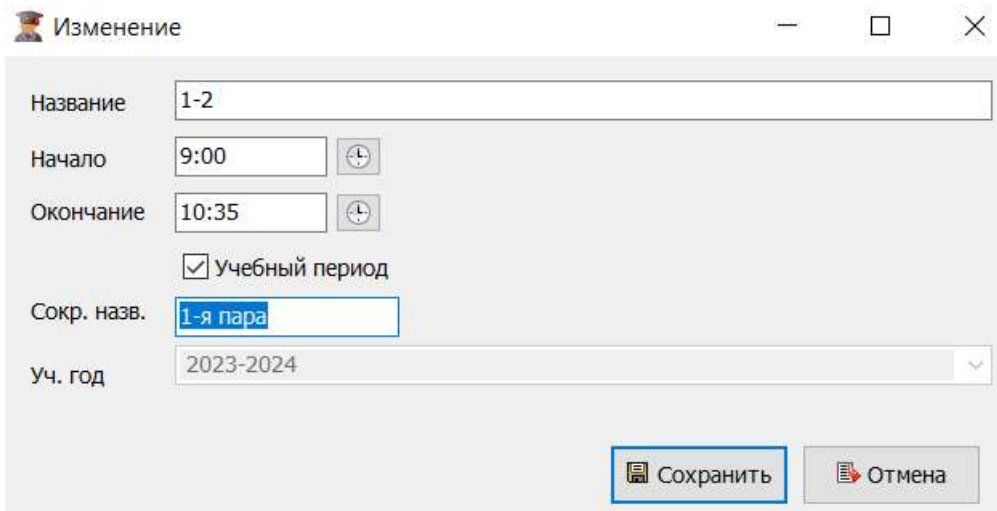 Изменение
Название 1-2
Начало 9:00
Окончание 10:35
Учебный период
Сокр. назв. 1-я пара
Уч. год 2023-2024
Сохранить Отмена